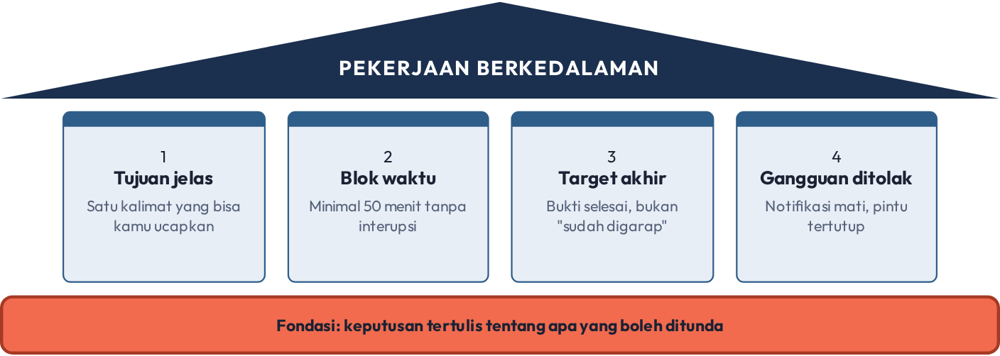 PEKERJAAN BERKEDALAMAN
1
Tujuan jelas
Satu kalimat yang bisa
kamu ucapkan
2
Blok waktu
Minimal 50 menit tanpa
interupsi
3
Target akhir
Bukti selesai, bukan
"sudah digarap"
4
Gangguan ditolak
Notifikasi mati, pintu
tertutup
Fondasi: keputusan tertulis tentang apa yang boleh ditunda